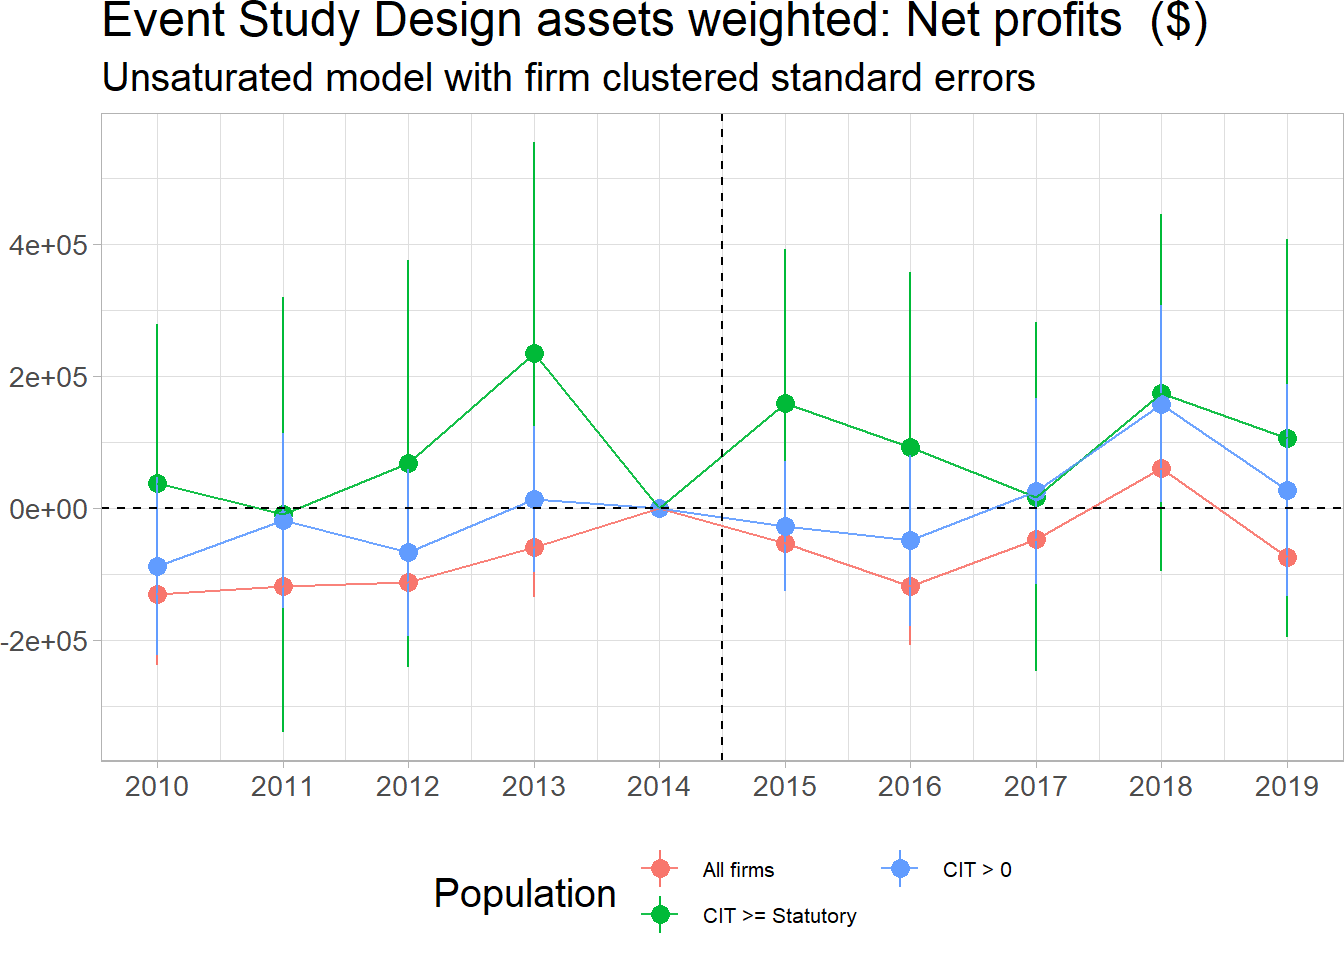 Event Study Design assets weighted: Net profits  ($)
Unsaturated model with firm clustered standard errors
4e+05
2e+05
0e+00
-2e+05
2010 2011 2012 2013 2014 2015 2016 2017 2018 2019
Population
All firms
CIT >= Statutory
CIT > 0